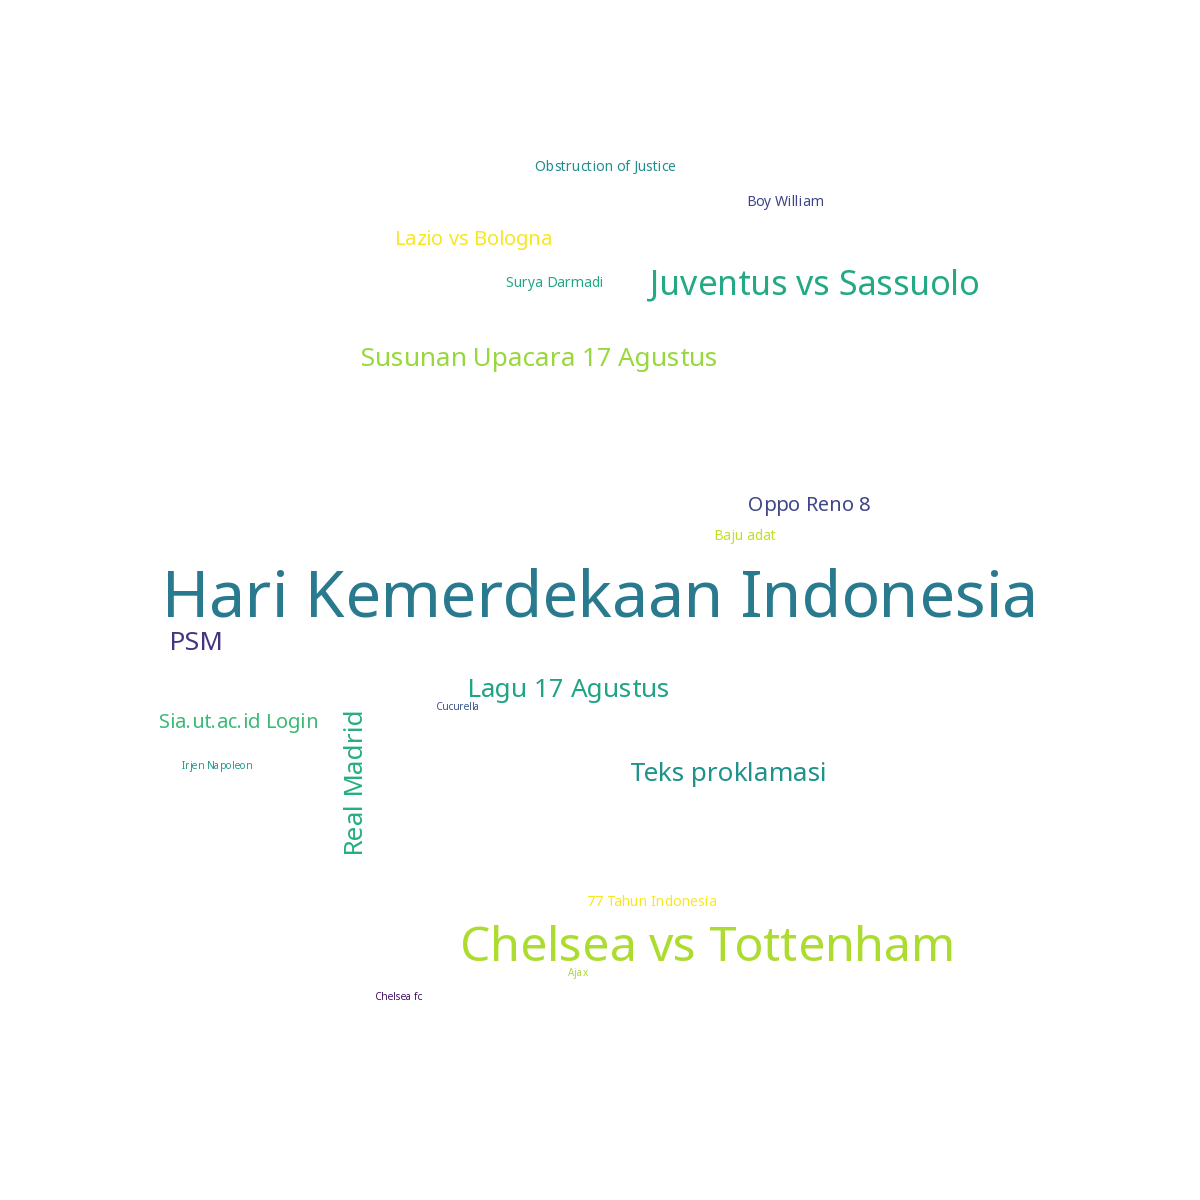 Obstruction of Justice
Boy William
Lazio vs Bologna
Surya Darmadi
Juventus vs Sassuolo
Susunan Upacara 17 Agustus
Oppo Reno 8
Baju adat
Hari Kemerdekaan Indonesia
PSM
Lagu 17 Agustus
Cucurella
Sia.ut.ac.id Login
Real Madrid
Irjen Napoleon
Teks proklamasi
77 Tahun Indonesia
Chelsea vs Tottenham
Ajax
Chelsea fc